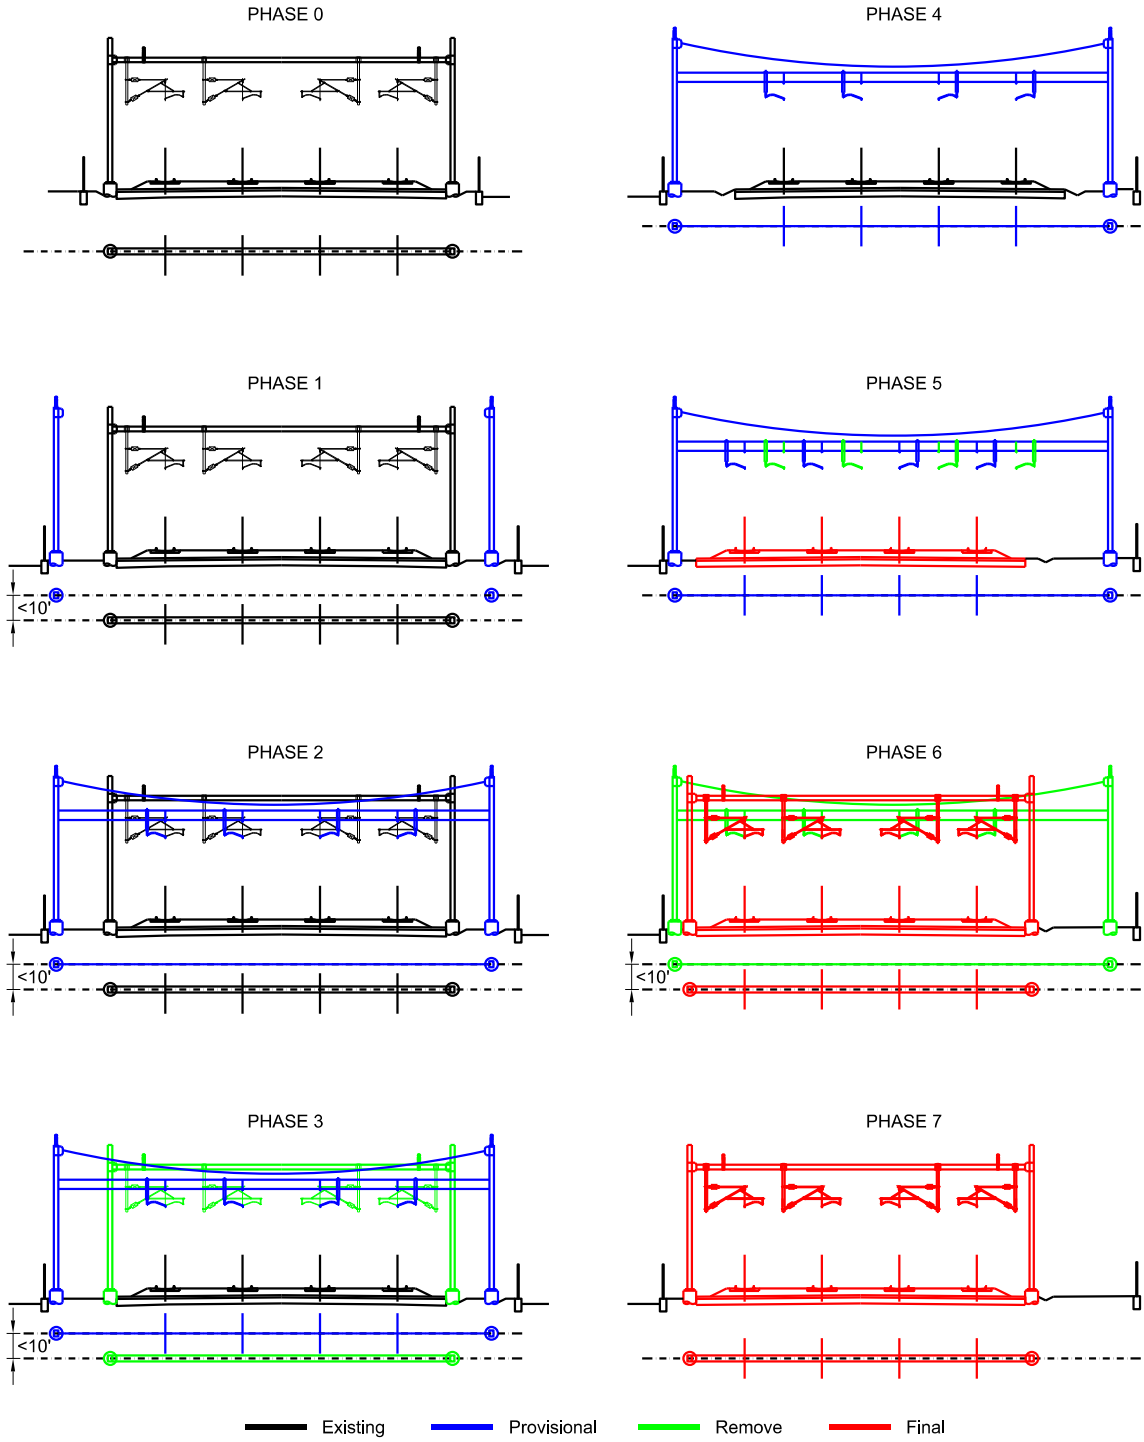 PHASE 0
PHASE 4
PHASE 1
<10'
PHASE 5
PHASE 2
<10'
PHASE 6
<10'
PHASE 3
<10'
PHASE 7
Existing
Provisional
Remove
Final